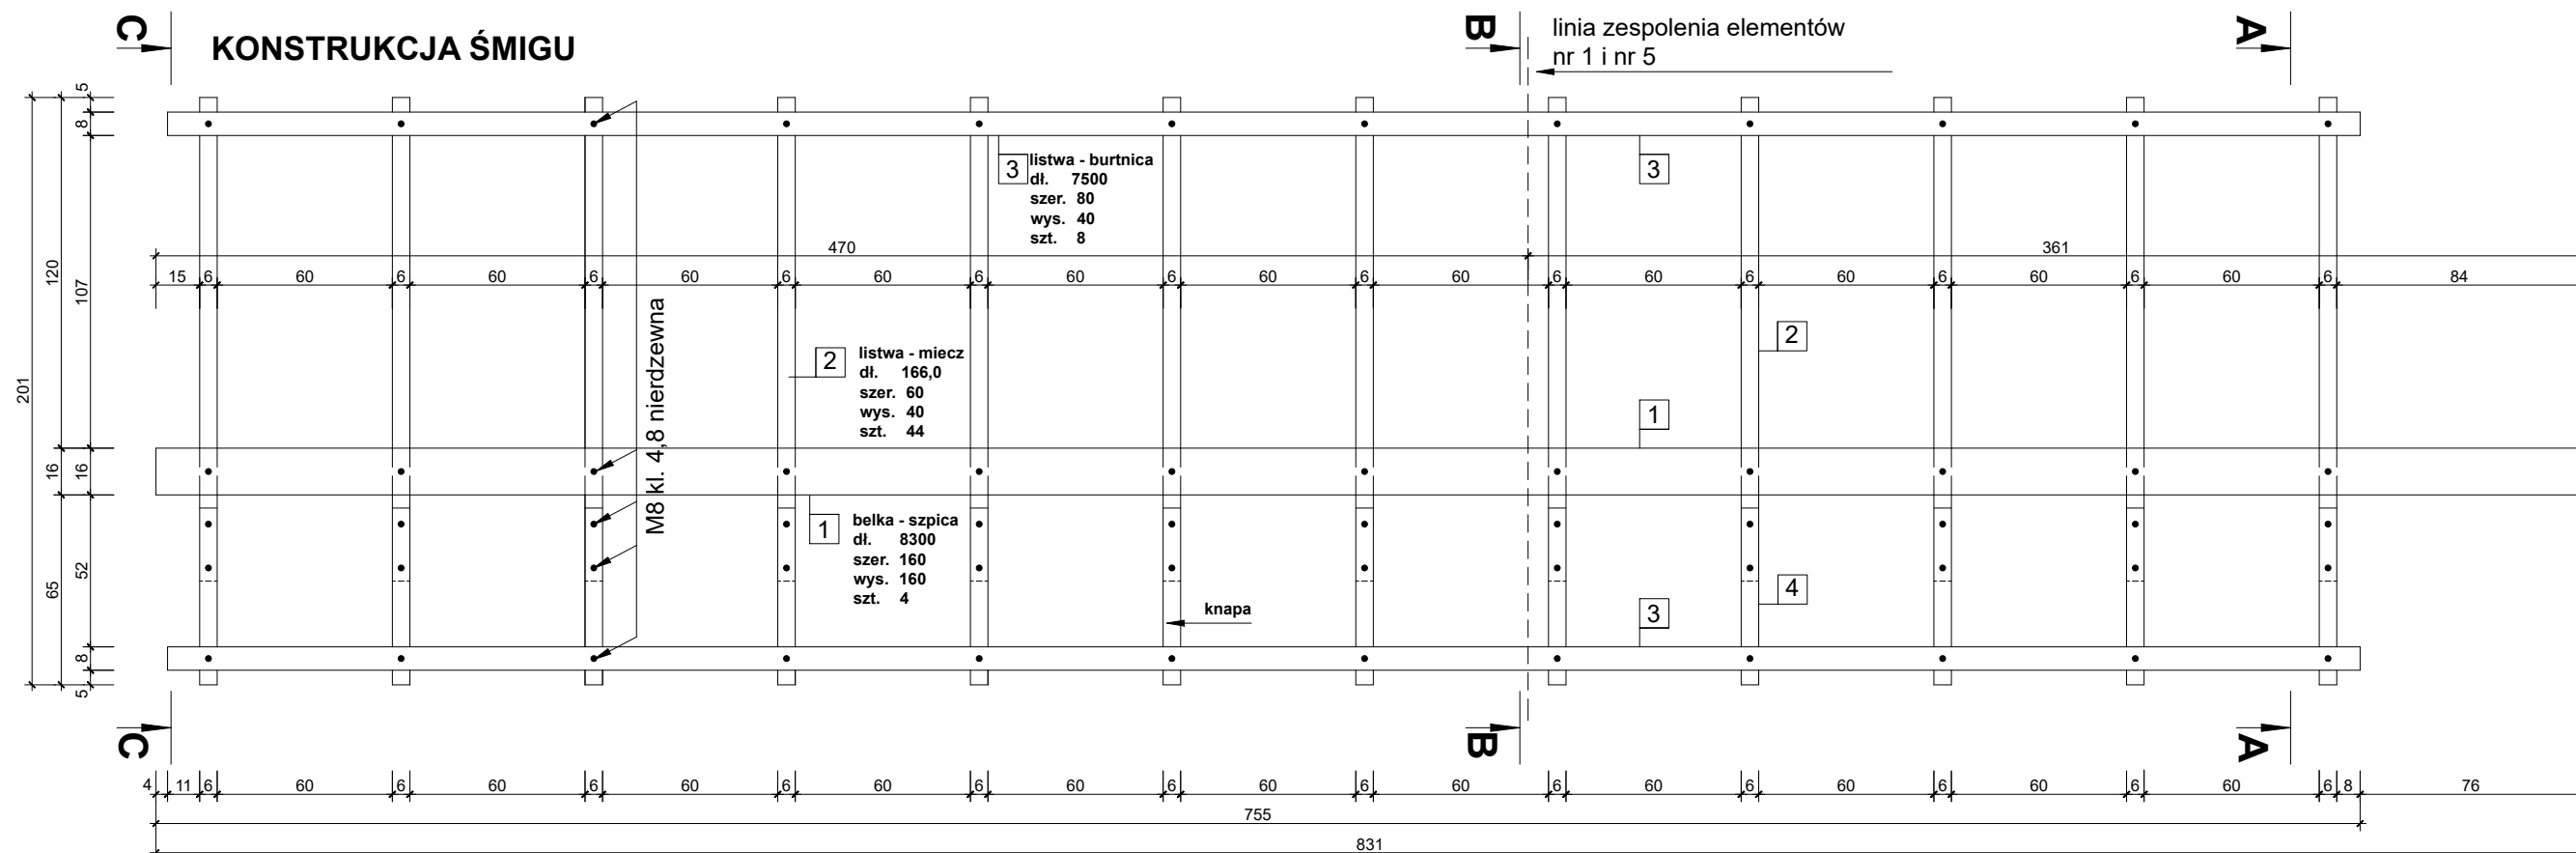 C
KONSTRUKCJA ŚMIGU
B
linia zespolenia elementów
nr 1 i nr 5
A
5
8
107
16
52
8
5
120
16
65
201
3
listwa - burtnica
dł. 7500
szer. 80
wys. 40
szt. 8
3
470
361
15 6 60 6 60 6 60 6 60 6 60 6 60 6 60 6 60 6 60 6 60 6 60 6 84
M8 kl. 4,8 nierdzewna
2
listwa - miecz
dł. 166,0
szer. 60
wys. 40
szt. 44
2
1
1
belka - szpica
dł. 8300
szer. 160
wys. 160
szt. 4
4
knapa
3
C
B
A
4 11 6 60 6 60 6 60 6 60 6 60 6 60 6 60 6 60 6 60 6 60 6 60 6 8 76
755
831